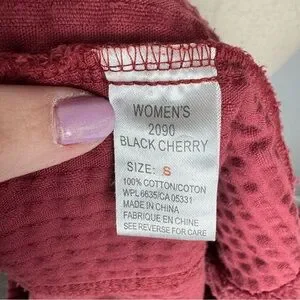 WOMEN'S
2090
BLACK CHERRY
SIZE: S
100% COTTON/COTON
WPL 6635/CA 05331
MADE IN CHINA
FABRIQUE EN CHINE
SEE REVERSE FOR CARE